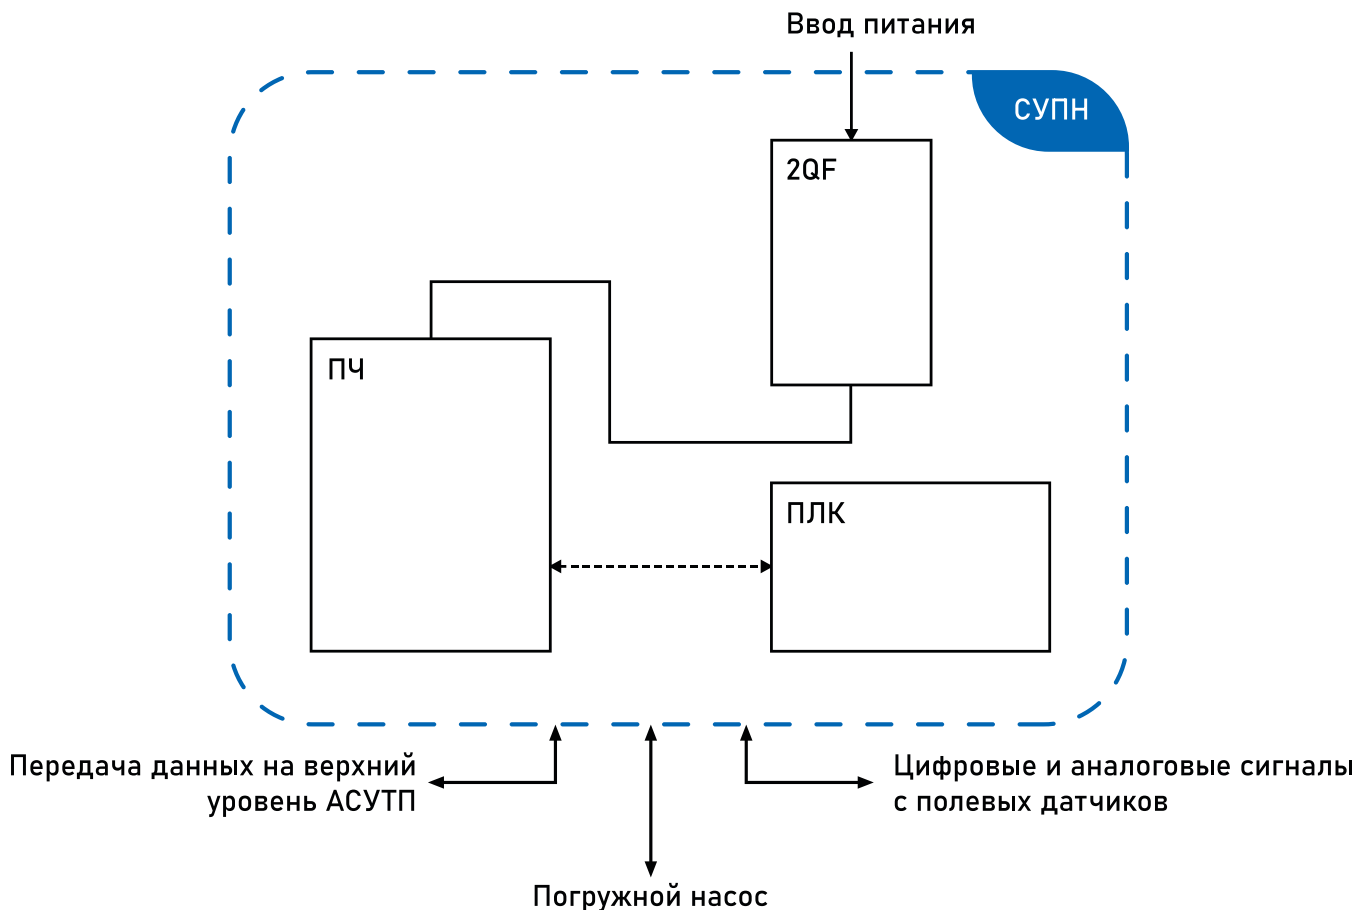 Ввод питания
СУПН
2QF
ПЧ
ПЛК
Передача данных на верхний
уровень АСУТП
Цифровые и аналоговые сигналы
с полевых датчиков
Погружной насос